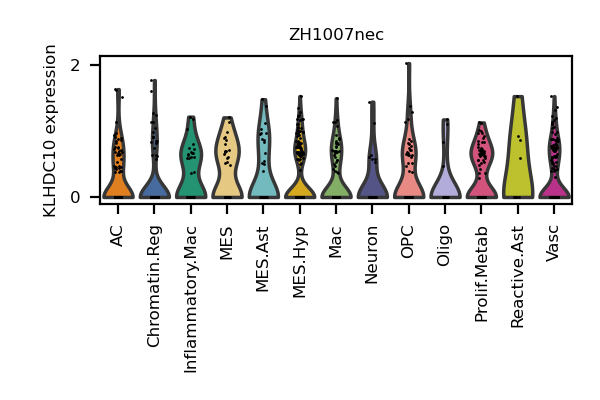 ZH1007nec
KLHDC10 expression
2
0
AC
Chromatin.Reg
Inflammatory.Mac
MES
MES.Ast
MES.Hyp
Mac
Neuron
OPC
Oligo
Prolif.Metab
Reactive.Ast
Vasc